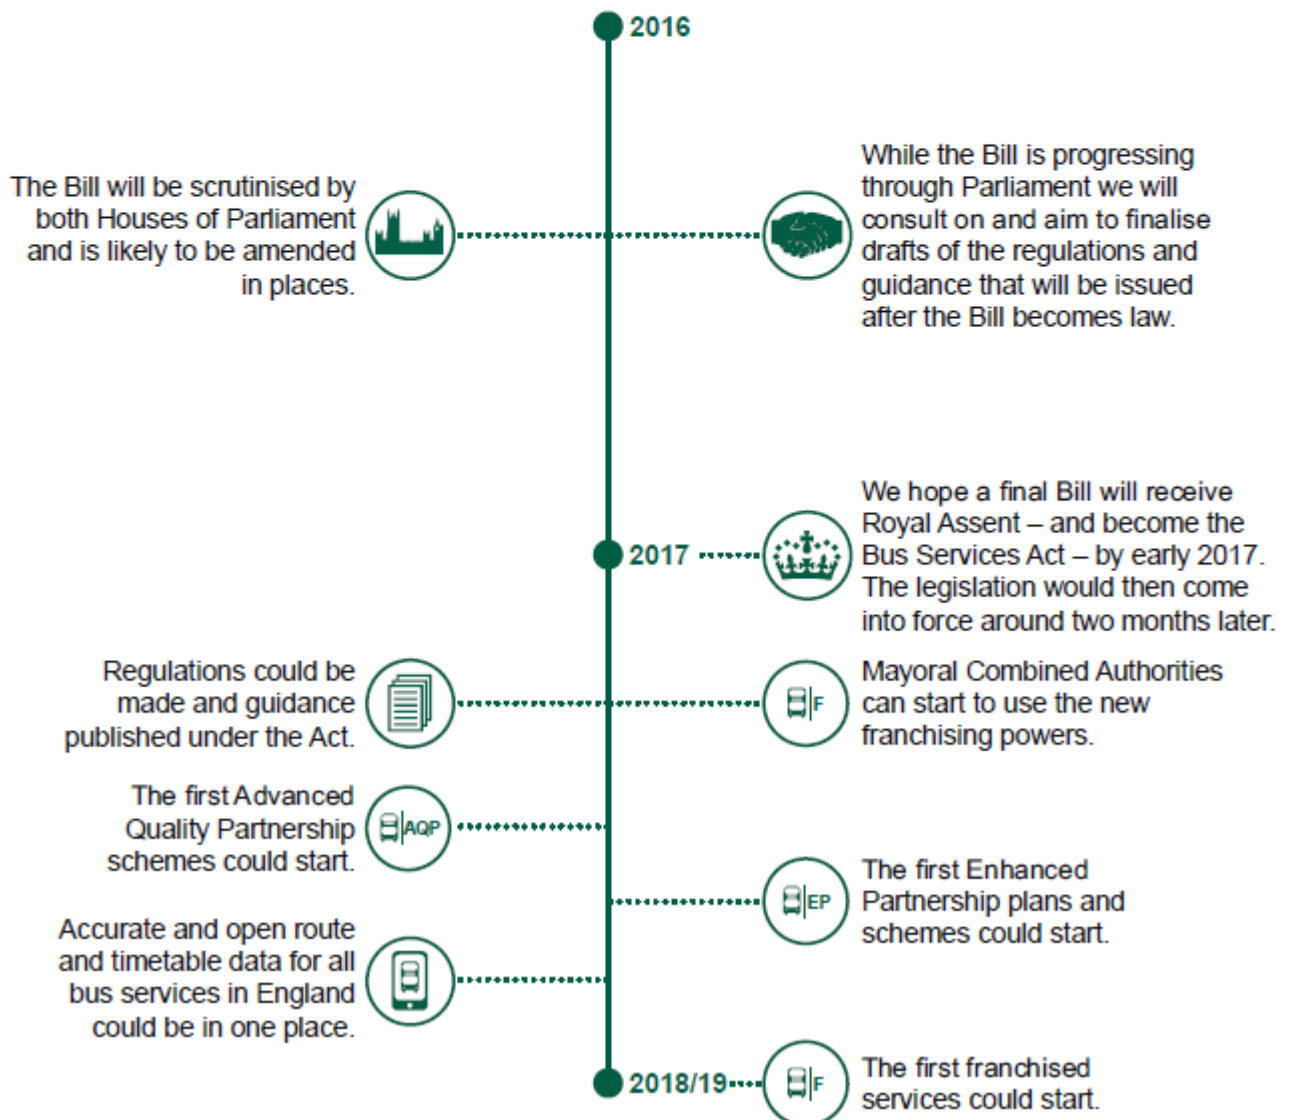 2016
The Bill will be scrutinised by
both Houses of Parliament
and is likely to be amended
in places.
While the Bill is progressing
through Parliament we will
consult on and aim to finalise
drafts of the regulations and
guidance that will be issued
after the Bill becomes law.
2017
We hope a final Bill will receive
Royal Assent – and become the
Bus Services Act – by early 2017.
The legislation would then come
into force around two months later.
Regulations could be
made and guidance
published under the Act.
F
Mayoral Combined Authorities
can start to use the new
franchising powers.
The first Advanced
Quality Partnership
schemes could start.
AQP
EP
The first Enhanced
Partnership plans and
schemes could start.
Accurate and open route
and timetable data for all
bus services in England
could be in one place.
2018/19
F
The first franchised
services could start.